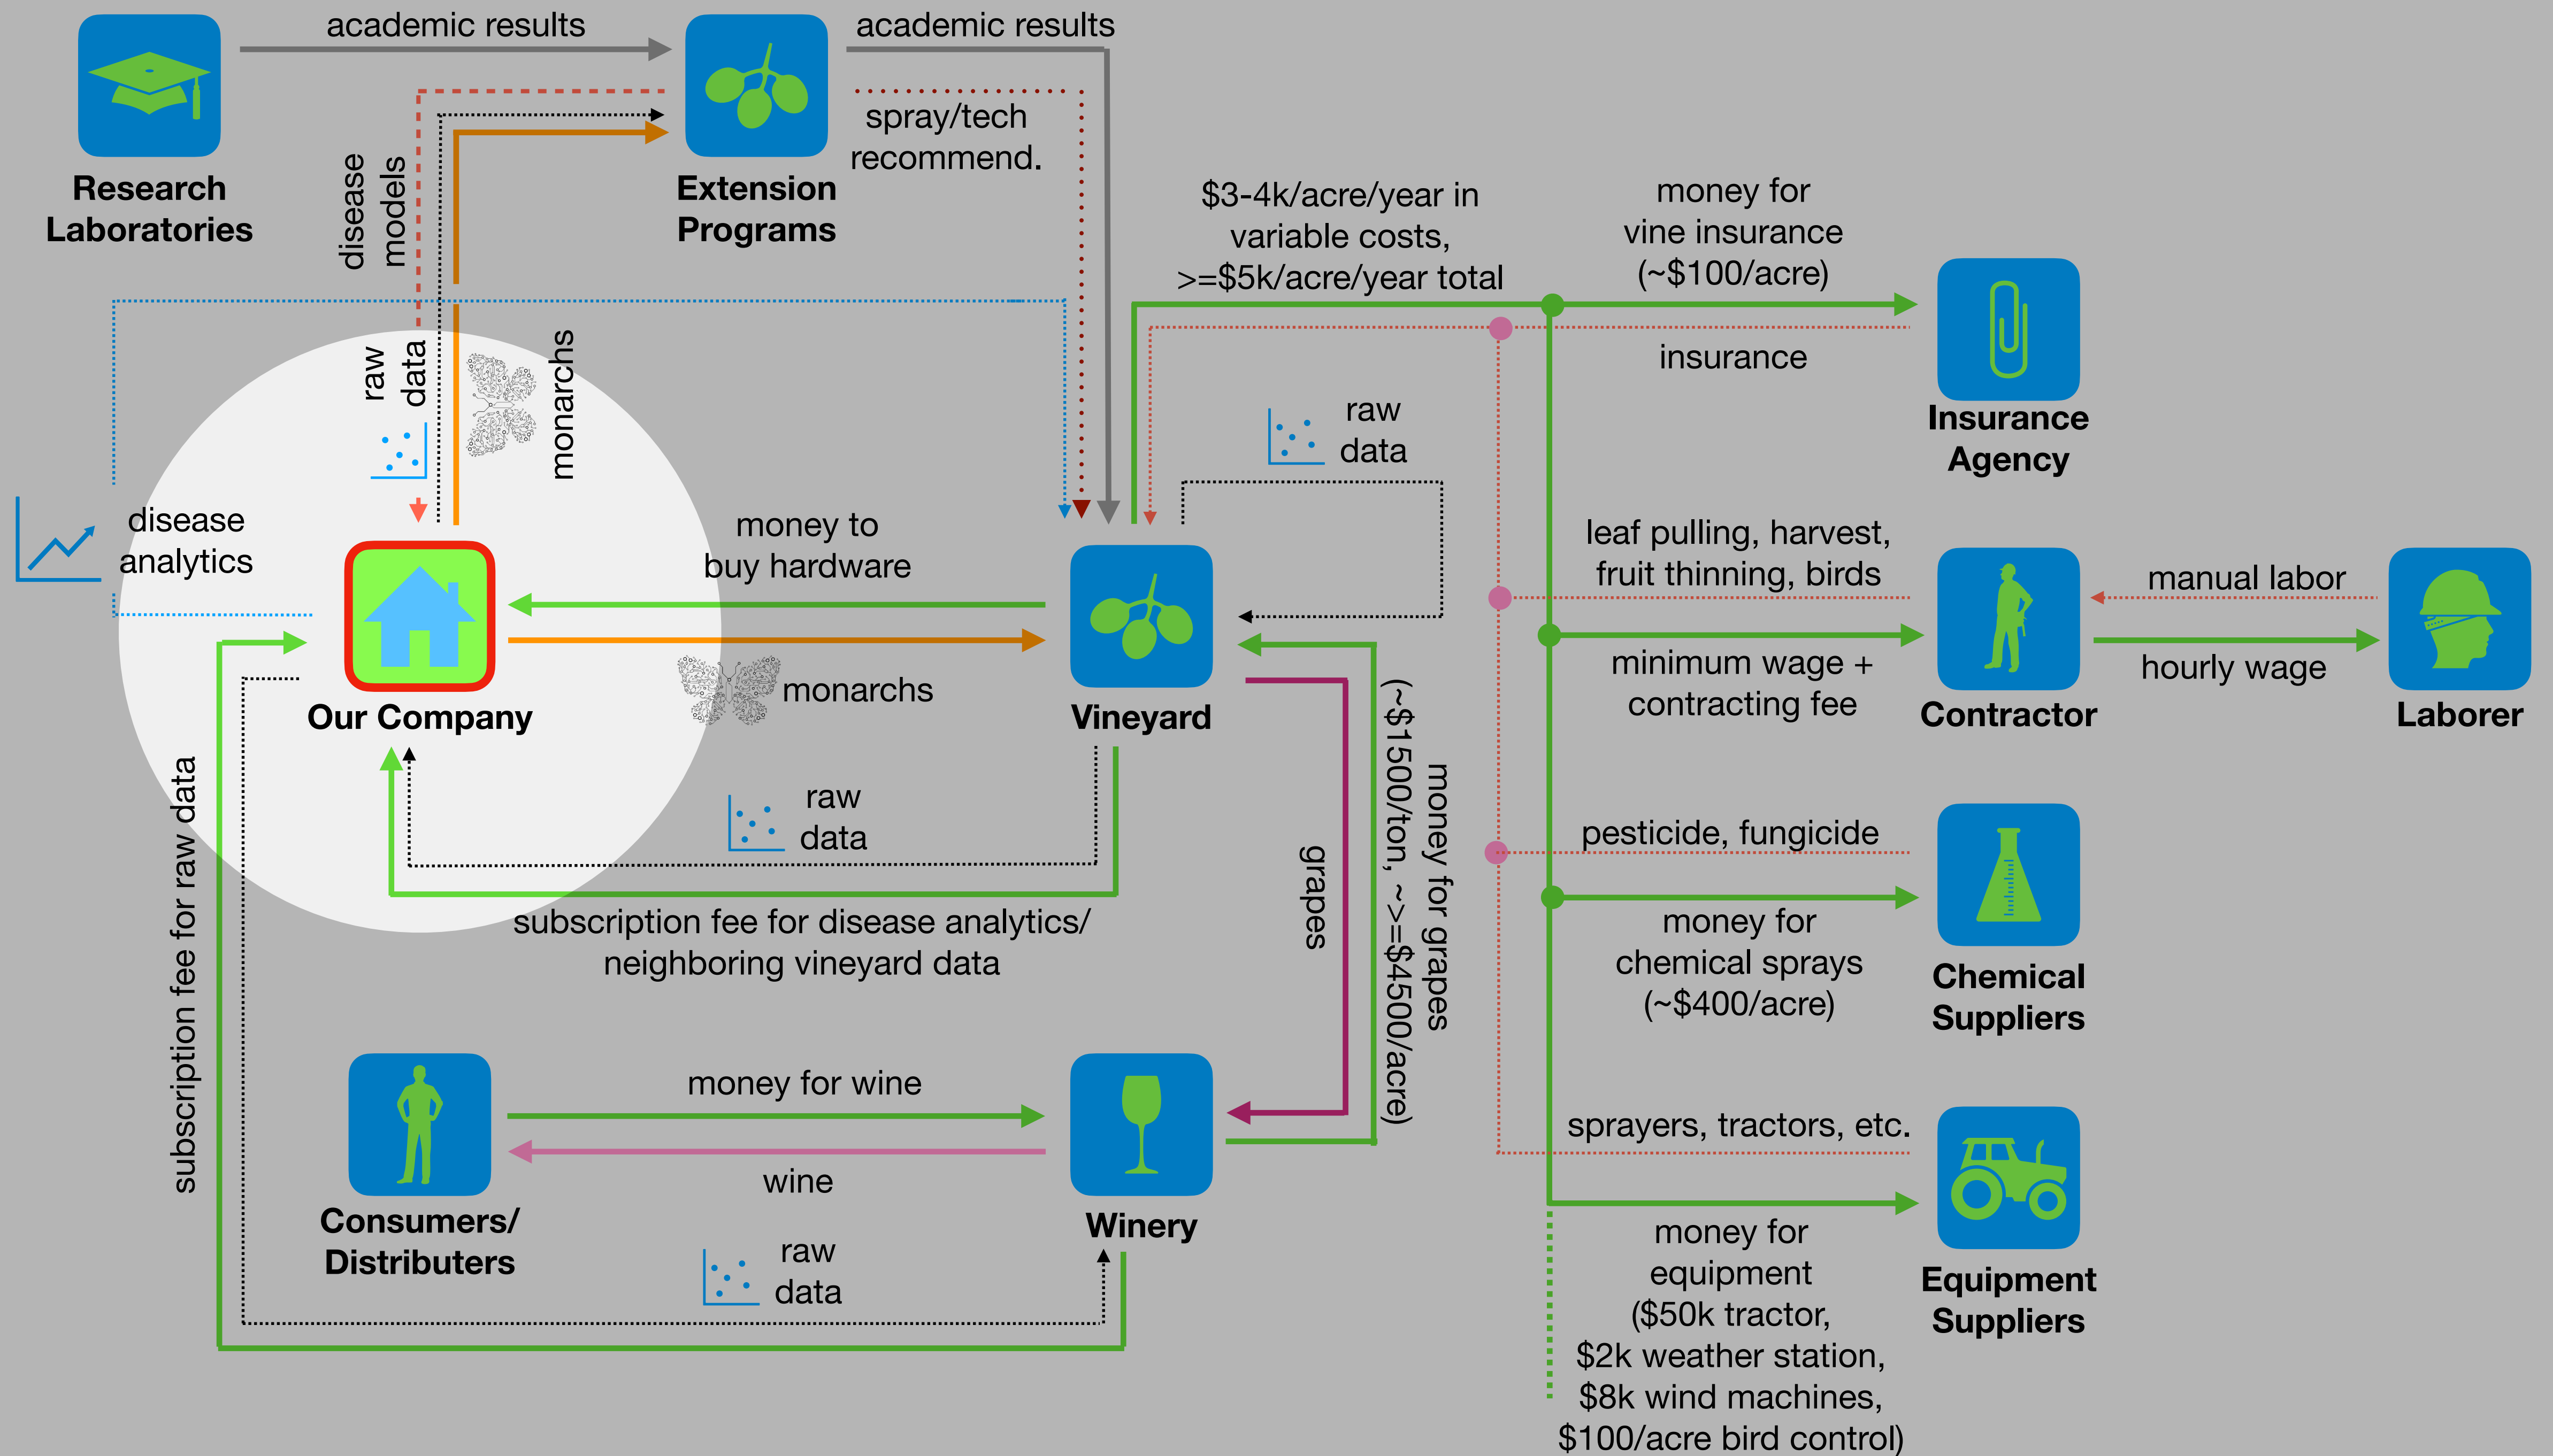 academic results
academic results
Research
Laboratories
disease
models
Extension
Programs
spray/tech
recommend.
$3-4k/acre/year in
variable costs,
>=$5k/acre/year total
money for
vine insurance
(~$100/acre)
insurance
Insurance
Agency
raw
data
monarchs
raw
data
disease
analytics
Our Company
money to
buy hardware
monarchs
Vineyard
leaf pulling, harvest,
fruit thinning, birds
minimum wage +
contracting fee
Contractor
manual labor
hourly wage
Laborer
raw
data
subscription fee for disease analytics/
neighboring vineyard data
subscription fee for raw data
grapes
money for grapes
(~$1500/ton, ~>=$4500/acre)
pesticide, fungicide
money for
chemical sprays
(~$400/acre)
Chemical
Suppliers
Consumers/
Distributers
money for wine
wine
Winery
raw
data
sprayers, tractors, etc.
money for
equipment
($50k tractor,
$2k weather station,
$8k wind machines,
$100/acre bird control)
Equipment
Suppliers